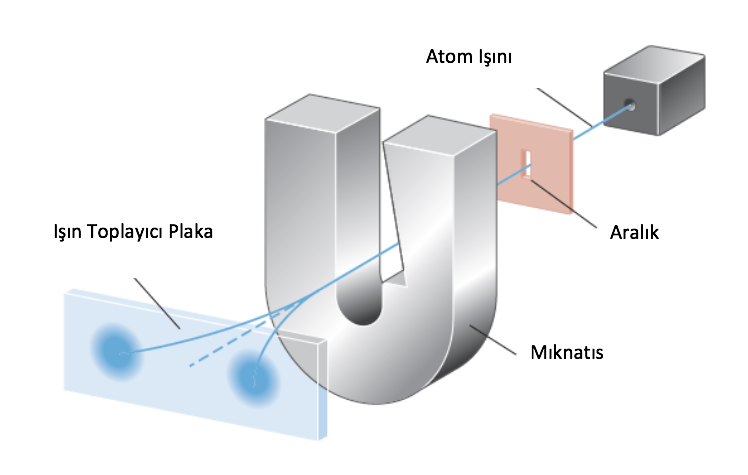 Atom Işını
Işın Toplayıcı Plaka
Aralık
Mıknatıs